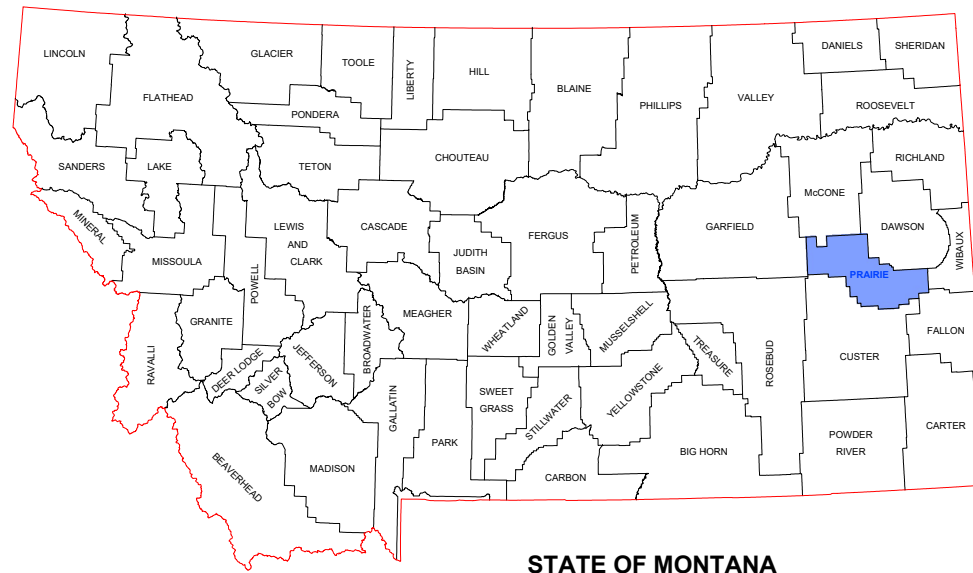 LINCOLN
GLACIER
TOOLE
LIBERTY
HILL
BLAINE
PHILLIPS
VALLEY
DANIELS
SHERIDAN
FLATHEAD
PONDERA
ROOSEVELT
SANDERS
LAKE
TETON
CHOUTEAU
RICHLAND
McCONE
MINERAL
MISSOULA
POWELL
LEWIS
AND
CLARK
CASCADE
JUDITH
BASIN
FERGUS
PETROLEUM
GARFIELD
DAWSON
WIBAUX
PRAIRIE
RAVALLI
GRANITE
DEER LODGE
SILVER
BOW
JEFFERSON
BROADWATER
MEAGHER
WHEATLAND
GOLDEN
VALLEY
MUSSELSHELL
TREASURE
ROSEBUD
CUSTER
FALLON
BEAVERHEAD
MADISON
GALLATIN
PARK
SWEET
GRASS
STILLWATER
YELLOWSTONE
CARBON
BIG HORN
POWDER
RIVER
CARTER
STATE OF MONTANA